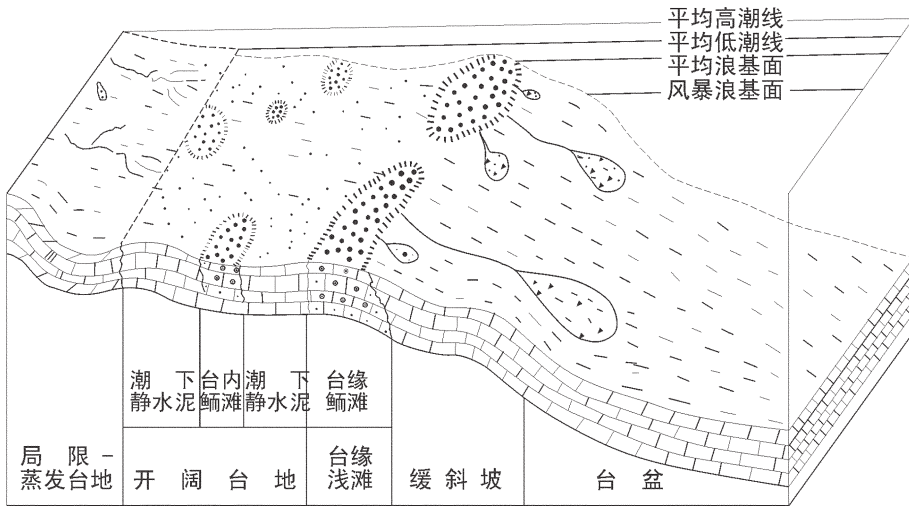 平均高潮线
平均低潮线
平均浪基面
风暴浪基面
潮 下
静水泥
台内
鲕滩
潮 下
静水泥
台缘
鲕滩
局 限 -
蒸发台地
开 阔 台 地
台缘
浅滩
缓 斜 坡
台 盆